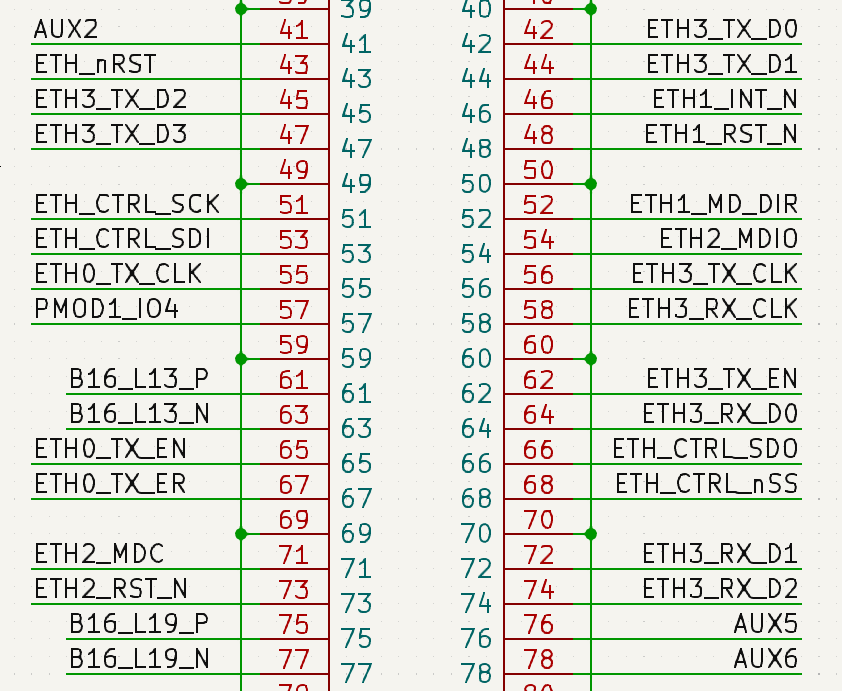 39 39 40 40
AUX2 41 41 42 42 ETH3_TX_D0
ETH_nRST 43 43 44 44 ETH3_TX_D1
ETH3_TX_D2 45 45 46 46 ETH1_INT_N
ETH3_TX_D3 47 47 48 48 ETH1_RST_N
49 49 50 50
ETH_CTRL_SCK 51 51 52 52 ETH1_MD_DIR
ETH_CTRL_SDI 53 53 54 54 ETH2_MDIO
ETH0_TX_CLK 55 55 56 56 ETH3_TX_CLK
PMOD1_IO4 57 57 58 58 ETH3_RX_CLK
59 59 60 60
B16_L13_P 61 61 62 62 ETH3_TX_EN
B16_L13_N 63 63 64 64 ETH3_RX_D0
ETH0_TX_EN 65 65 66 66 ETH_CTRL_SDO
ETH0_TX_ER 67 67 68 68 ETH_CTRL_nSS
69 69 70 70
ETH2_MDC 71 71 72 72 ETH3_RX_D1
ETH2_RST_N 73 73 74 74 ETH3_RX_D2
B16_L19_P 75 75 76 76 AUX5
B16_L19_N 77 77 78 78 AUX6
79 80